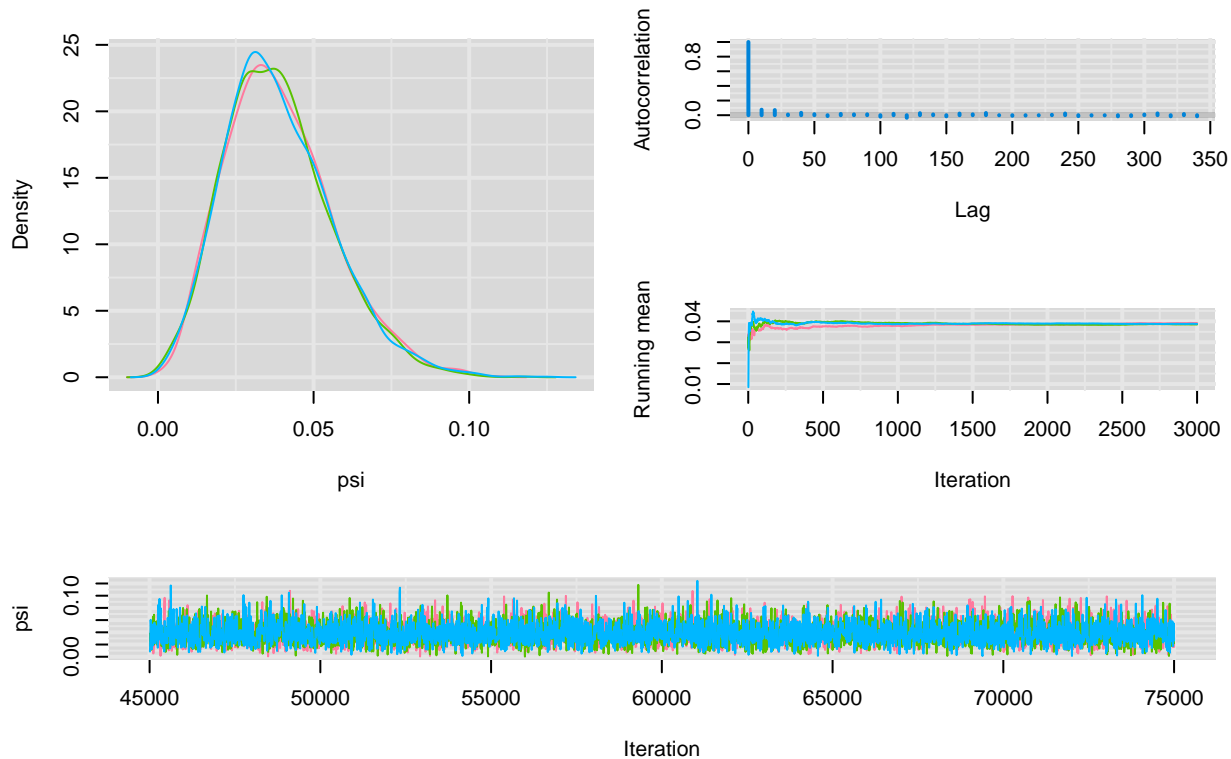 Density
0
5
10
15
20
25
0.00 0.05 0.10
psi
Autocorrelation
0.0 0.8
0 50 100 150 200 250 300 350
Lag
Running mean
0.01 0.04
0 500 1000 1500 2000 2500 3000
Iteration
psi
0.00 0.10
45000 50000 55000 60000 65000 70000 75000
Iteration